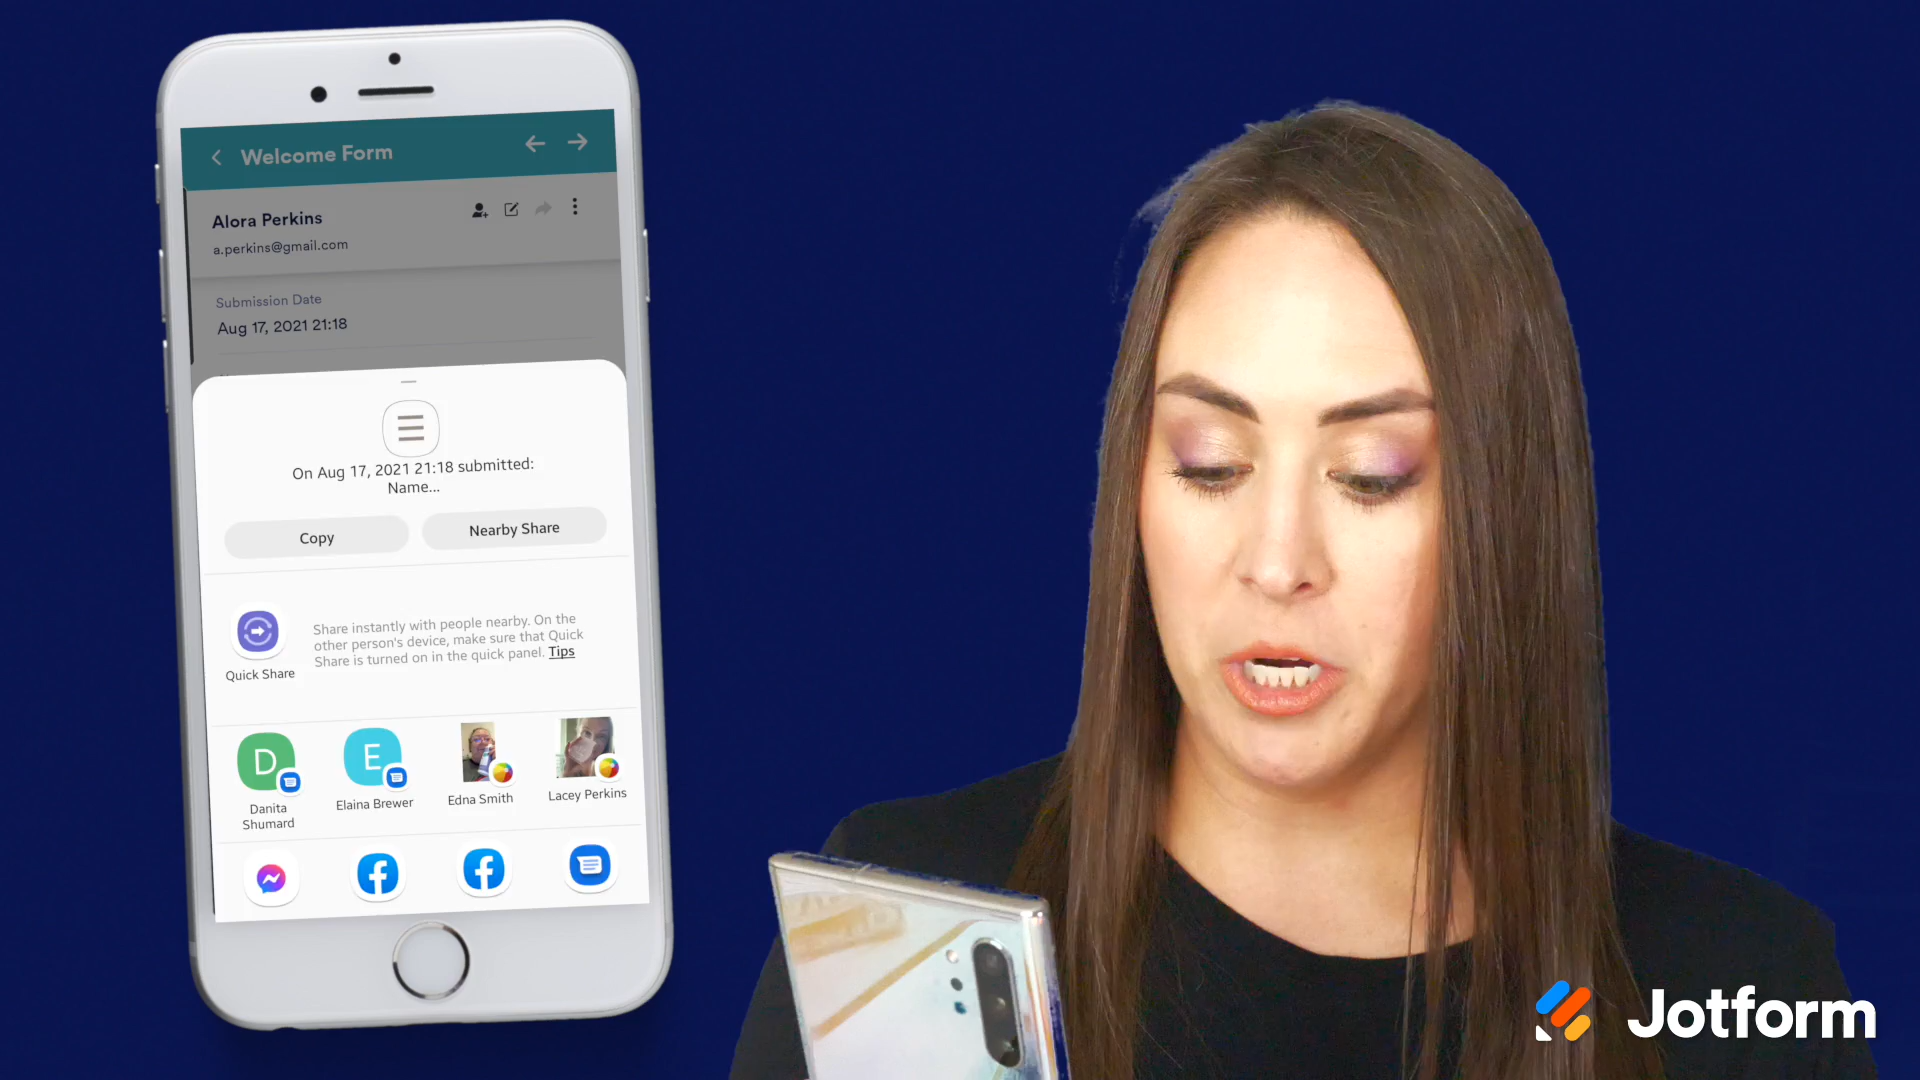 Welcome Form
Alora Perkins
a.perkins@gmail.com
Submission Date
Aug 17, 2021 21:18
On Aug 17, 2021 21:18 submitted:
Name...
Copy
Nearby Share
Quick Share
Share instantly with people nearby. On the
other person's device, make sure that Quick
Share is turned on in the quick panel. Tips
D
E
Danita
Shumard
Elaina Brewer
Edna Smith
Lacey Perkins
Jotform